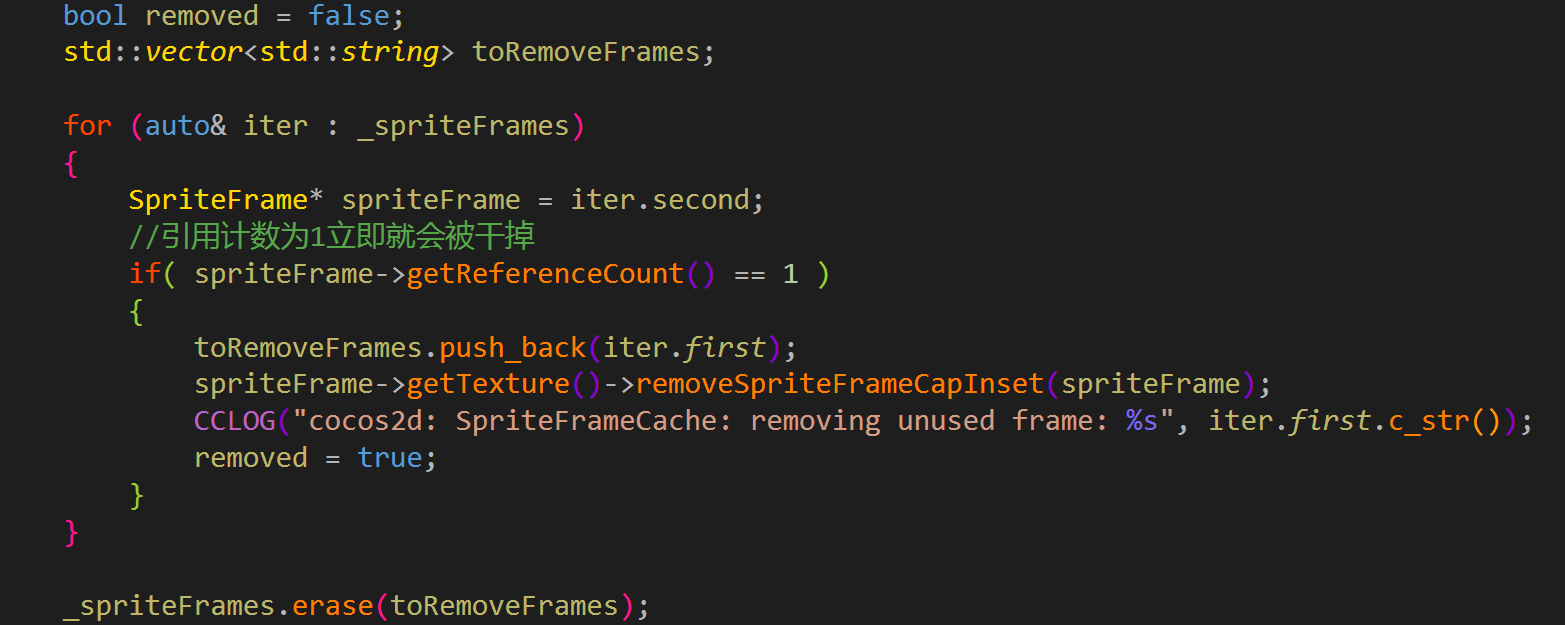 bool removed = false;
std::vector<std::string> toRemoveFrames;
for (auto& iter : _spriteFrames)
{
SpriteFrame* spriteFrame = iter.second;
//引用计数为1立即就会被干掉
if( spriteFrame->getReferenceCount() == 1 )
{
toRemoveFrames.push_back(iter.first);
spriteFrame->getTexture()->removeSpriteFrameCapInset(spriteFrame);
CCLOG("cocos2d: SpriteFrameCache: removing unused frame: %s", iter.first.c_str());
removed = true;
}
}
_spriteFrames.erase(toRemoveFrames);